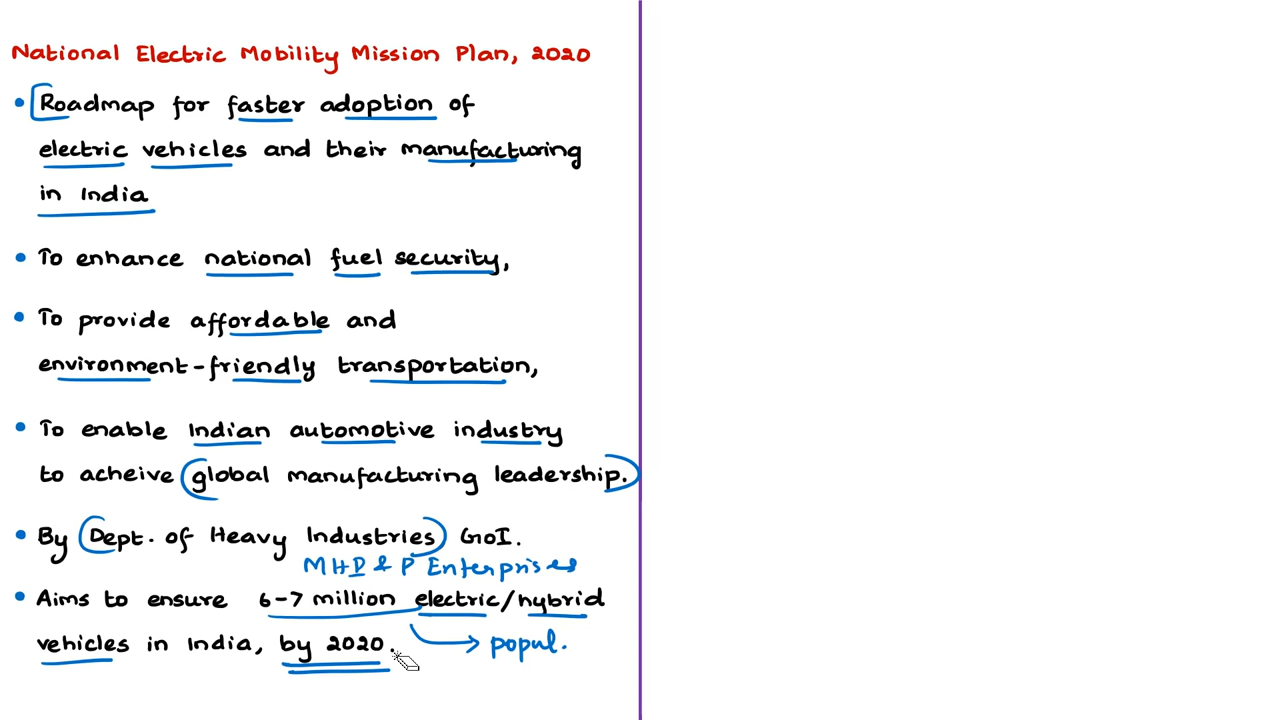 National Electric Mobility Mission Plan, 2020
• Roadmap for faster adoption of
electric vehicles and their manufacturing
in India
• To enhance national fuel security,
• To provide affordable and
environment-friendly transportation,
• To enable Indian automotive industry
to acheive global manufacturing leadership.
• By Dept. of Heavy Industries GoI.
MHI & P Enterprises
• Aims to ensure 6-7 million electric/hybrid
vehicles in India, by 2020. → popul.